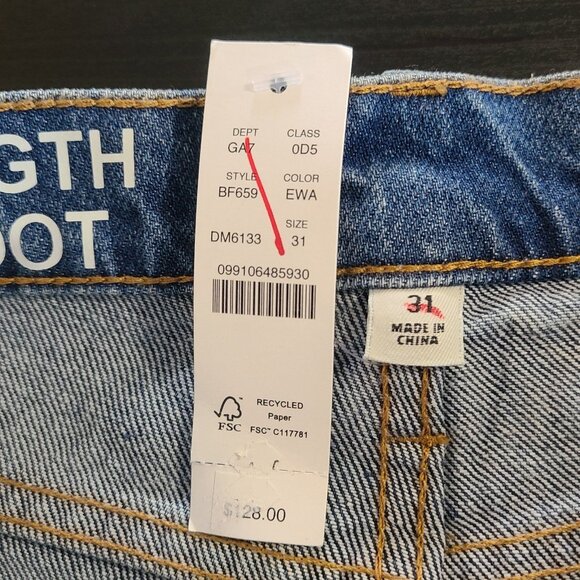 GTH
OOT
DEPT CLASS
GA7 0D5
STYLE COLOR
BF659 EWA
SIZE
DM6133 31
099106485930
RECYCLED
Paper
FSC
FSC™ C117781
$128.00
31
MADE IN
CHINA